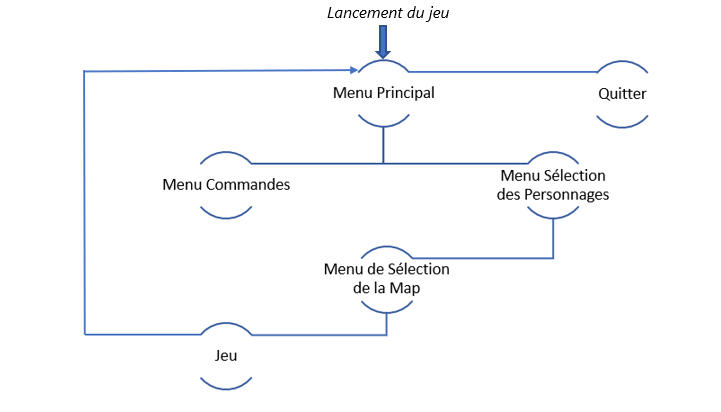 Lancement du jeu
Menu Principal
Quitter
Menu Commandes
Menu Sélection
des Personnages
Menu de Sélection
de la Map
Jeu